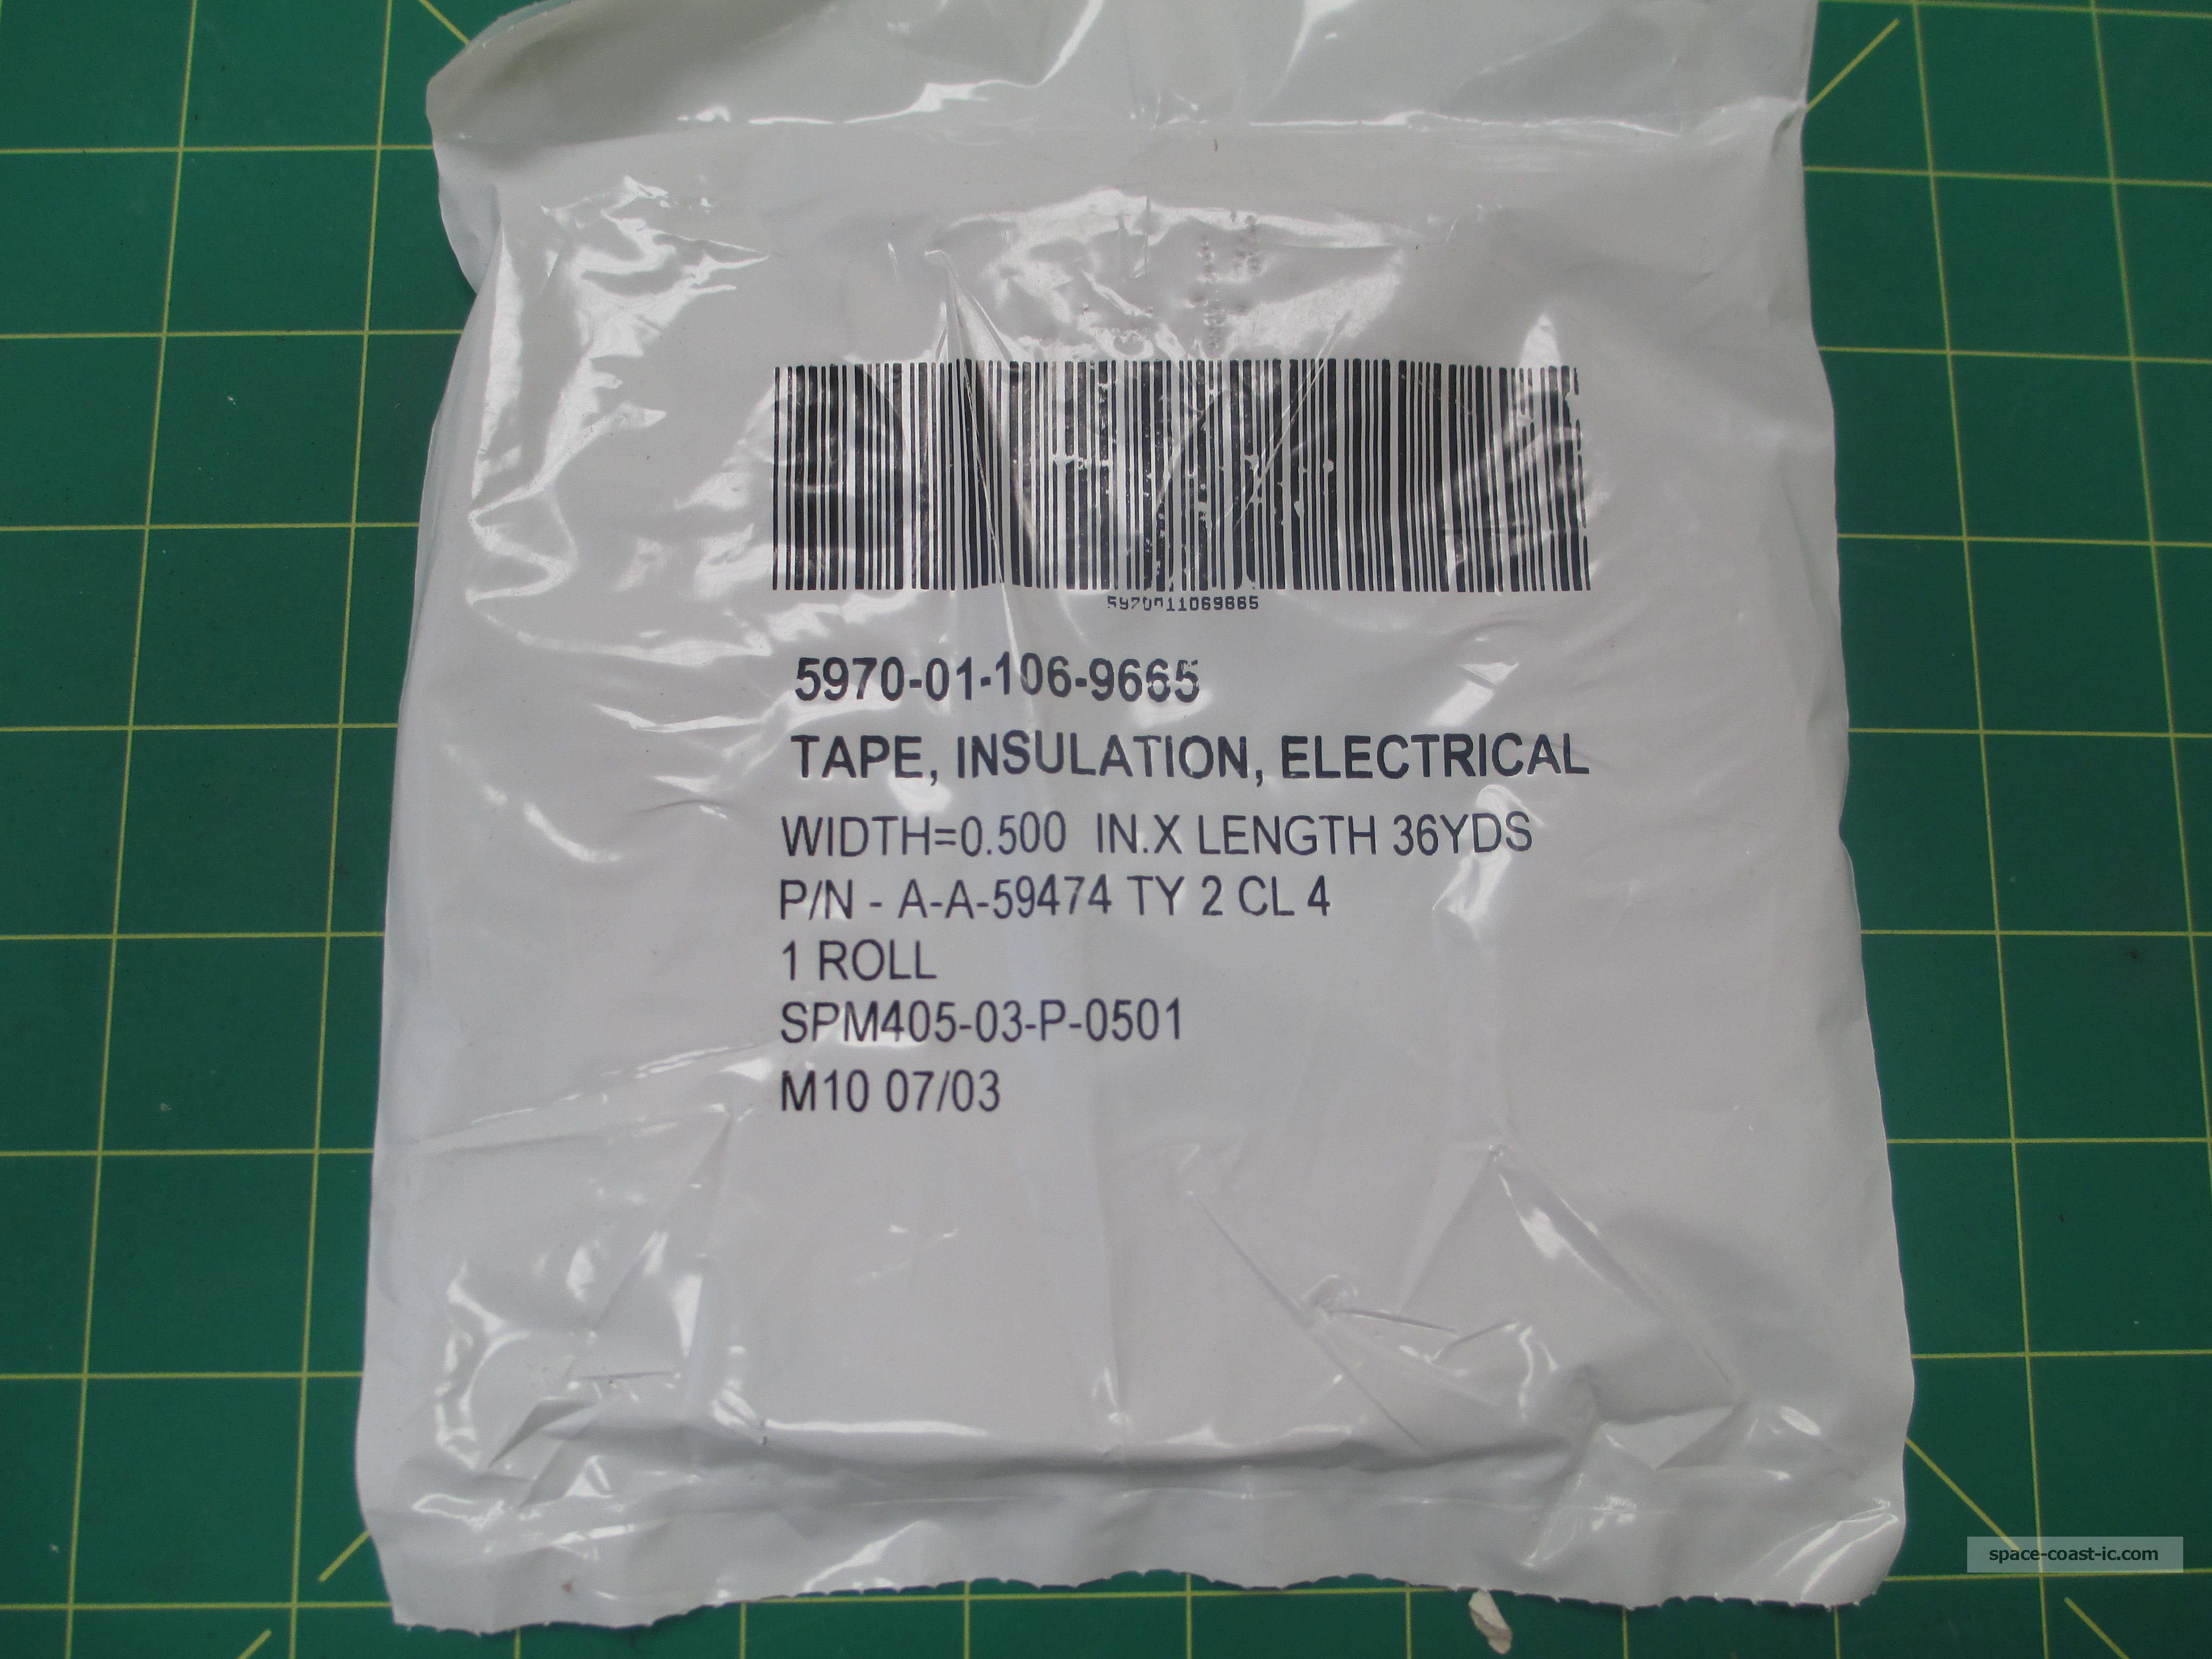 5970011069665
5970-01-106-9665
TAPE, INSULATION, ELECTRICAL
WIDTH=0.500 IN.X LENGTH 36YDS
P/N - A-A-59474 TY 2 CL 4
1 ROLL
SPM405-03-P-0501
M10 07/03
space-coast-ic.com